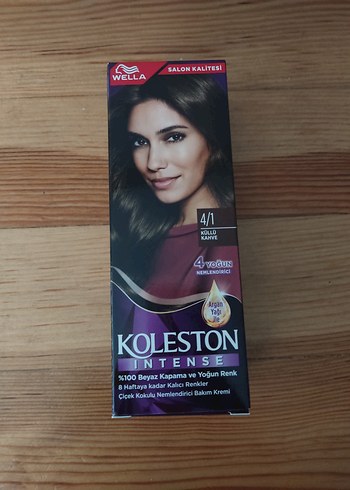 WELLA
SALON KALİTESİ
4/1
KÜLLÜ
KAHVE
4 YOĞUN
NEMLENDİRİCİ
Argan
Yağı
ile
KOLESTON
INTENSE
%100 Beyaz Kapama ve Yoğun Renk
8 Haftaya kadar Kalıcı Renkler
Çiçek Kokulu Nemlendirici Bakım Kremi